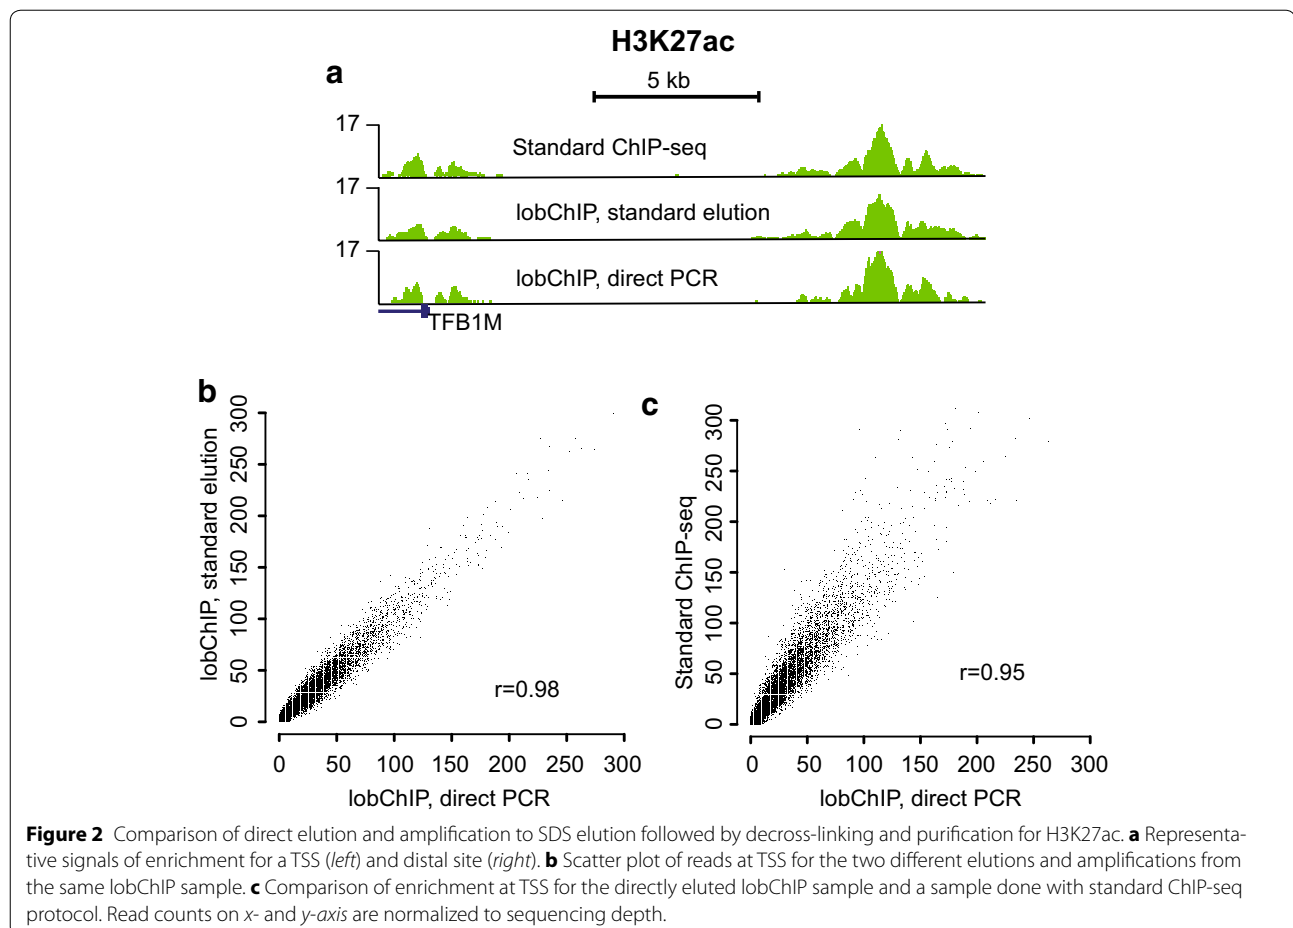 H3K27ac
a
5 kb
17
Standard ChIP-seq
17
lobChIP, standard elution
17
lobChIP, direct PCR
TFB1M
b
lobChIP, standard elution
0 50 100 150 200 250 300
r=0.98
0 50 100 150 200 250 300
lobChIP, direct PCR
c
Standard ChIP-seq
0 50 100 150 200 250 300
r=0.95
0 50 100 150 200 250 300
lobChIP, direct PCR
Figure 2 Comparison of direct elution and amplification to SDS elution followed by decross-linking and purification for H3K27ac. a Representa-
tive signals of enrichment for a TSS (left) and distal site (right). b Scatter plot of reads at TSS for the two different elutions and amplifications from
the same lobChIP sample. c Comparison of enrichment at TSS for the directly eluted lobChIP sample and a sample done with standard ChIP-seq
protocol. Read counts on x- and y-axis are normalized to sequencing depth.